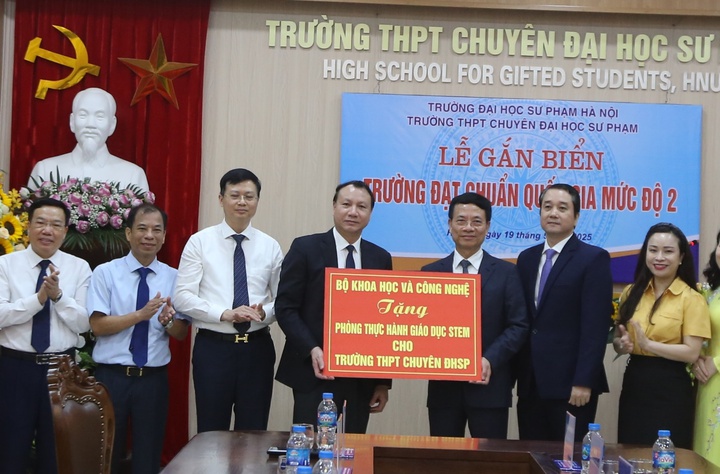 TRƯỜNG THPT CHUYÊN ĐẠI HỌC SƯ
HIGH SCHOOL FOR GIFTED STUDENTS, HNU
TRƯỜNG ĐẠI HỌC SƯ PHẠM HÀ NỘI
TRƯỜNG THPT CHUYÊN ĐẠI HỌC SƯ PHẠM
LỄ GẮN BIỂN
TRƯỜNG ĐẠT CHUẨN QUỐC GIA MỨC ĐỘ 2
19 2025
BỘ KHOA HỌC VÀ CÔNG NGHỆ
Tặng
PHÒNG THỰC HÀNH GIÁO DỤC STEM
CHO
TRƯỜNG THPT CHUYÊN ĐHSP